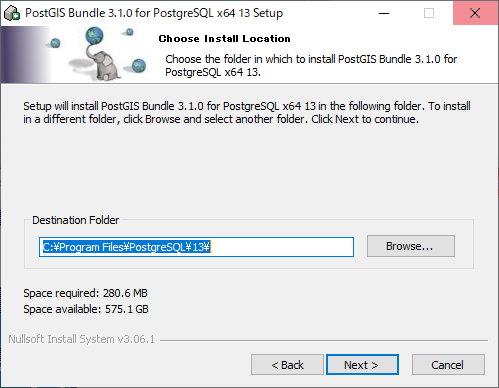 PostGIS Bundle 3.1.0 for PostgreSQL x64 13 Setup
Choose Install Location
Choose the folder in which to install PostGIS Bundle 3.1.0 for
PostgreSQL x64 13.
Setup will install PostGIS Bundle 3.1.0 for PostgreSQL x64 13 in the following folder. To install
in a different folder, click Browse and select another folder. Click Next to continue.
Destination Folder
C:¥Program Files¥PostgreSQL¥13¥
Browse...
Space required: 280.6 MB
Space available: 575.1 GB
Nullsoft Install System v3.06.1
< Back
Next >
Cancel